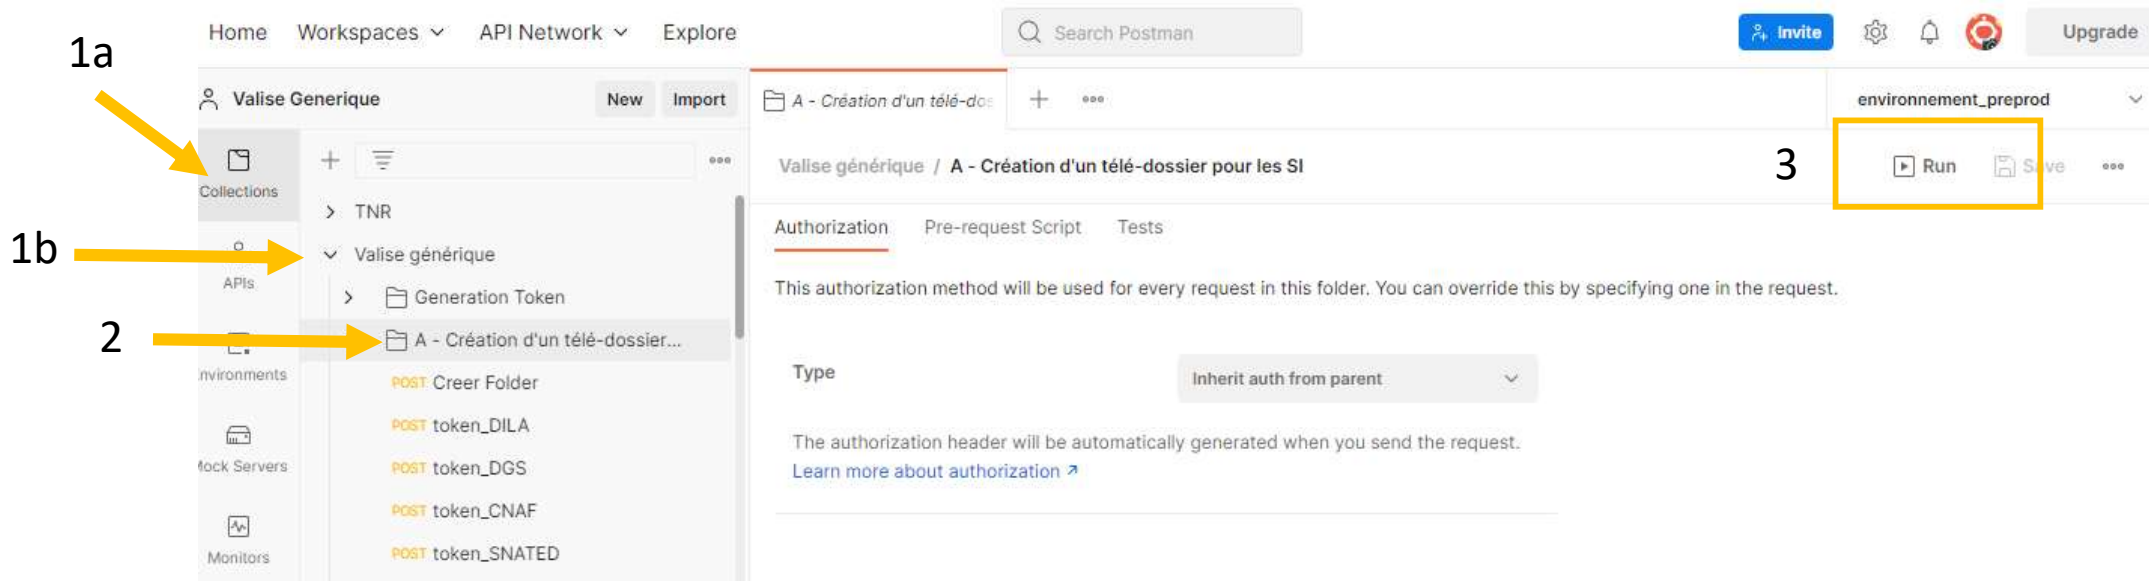 Home Workspaces API Network Explore Search Postman Invite Upgrade
1a
Valise Generique New Import
A - Création d'un télé-dos
environnement_preprod
Collections
Valise générique / A - Création d'un télé-dossier pour les SI
3
Run Save
TNR
1b
Valise générique
Authorization Pre-request Script Tests
APIs
Generation Token
This authorization method will be used for every request in this folder. You can override this by specifying one in the request.
2
A - Création d'un télé-dossier...
nvironments
POST Creer Folder
Type Inherit auth from parent
POST token_DILA
The authorization header will be automatically generated when you send the request.
Mock Servers
POST token_DGS
Learn more about authorization ↗
POST token_CNAF
Monitors
POST token_SNATED